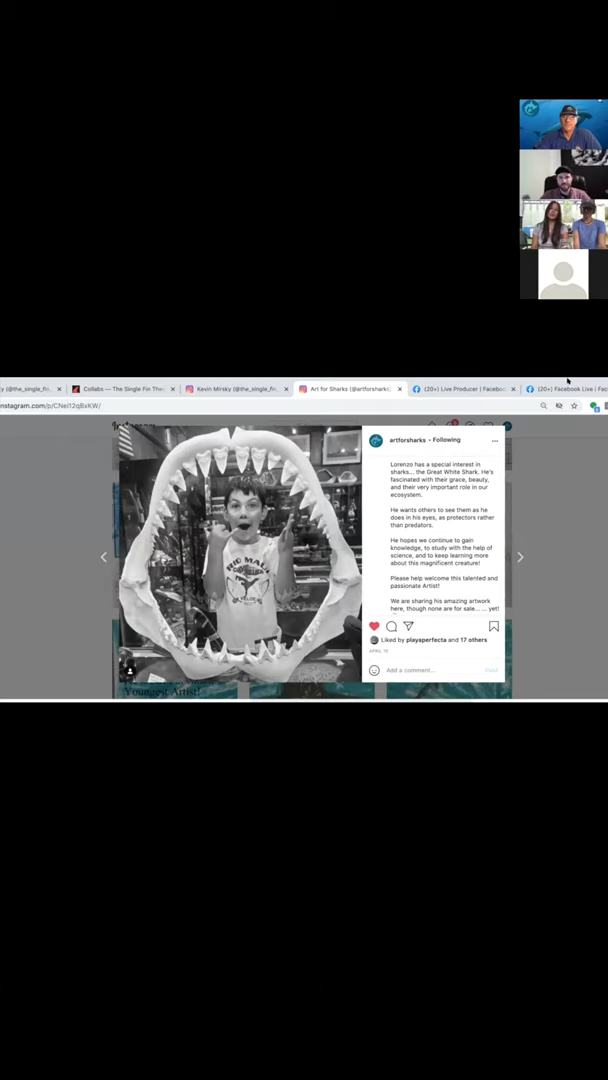 Collabs — The Single Fin The
Kevin Mirsky (@the_single_fin_
Art for Sharks (@artforsharks)
(20+) Live Producer | Facebook
(20+) Facebook Live | Fac
nstagram.com/p/CNei12qBxKW/
artforsharks • Following
Lorenzo has a special interest in
sharks... the Great White Shark. He's
fascinated with their grace, beauty,
and their very important role in our
ecosystem.
He wants others to see them as he
does in his eyes, as protectors rather
than predators.
He hopes we continue to gain
knowledge, to study with the help of
science, and to keep learning more
about this magnificent creature!
Please help welcome this talented and
passionate Artist!
We are sharing his amazing artwork
here, though none are for sale... ... yet!
Liked by playaperfecta and 17 others
Add a comment...
Post
Youngest Artist!